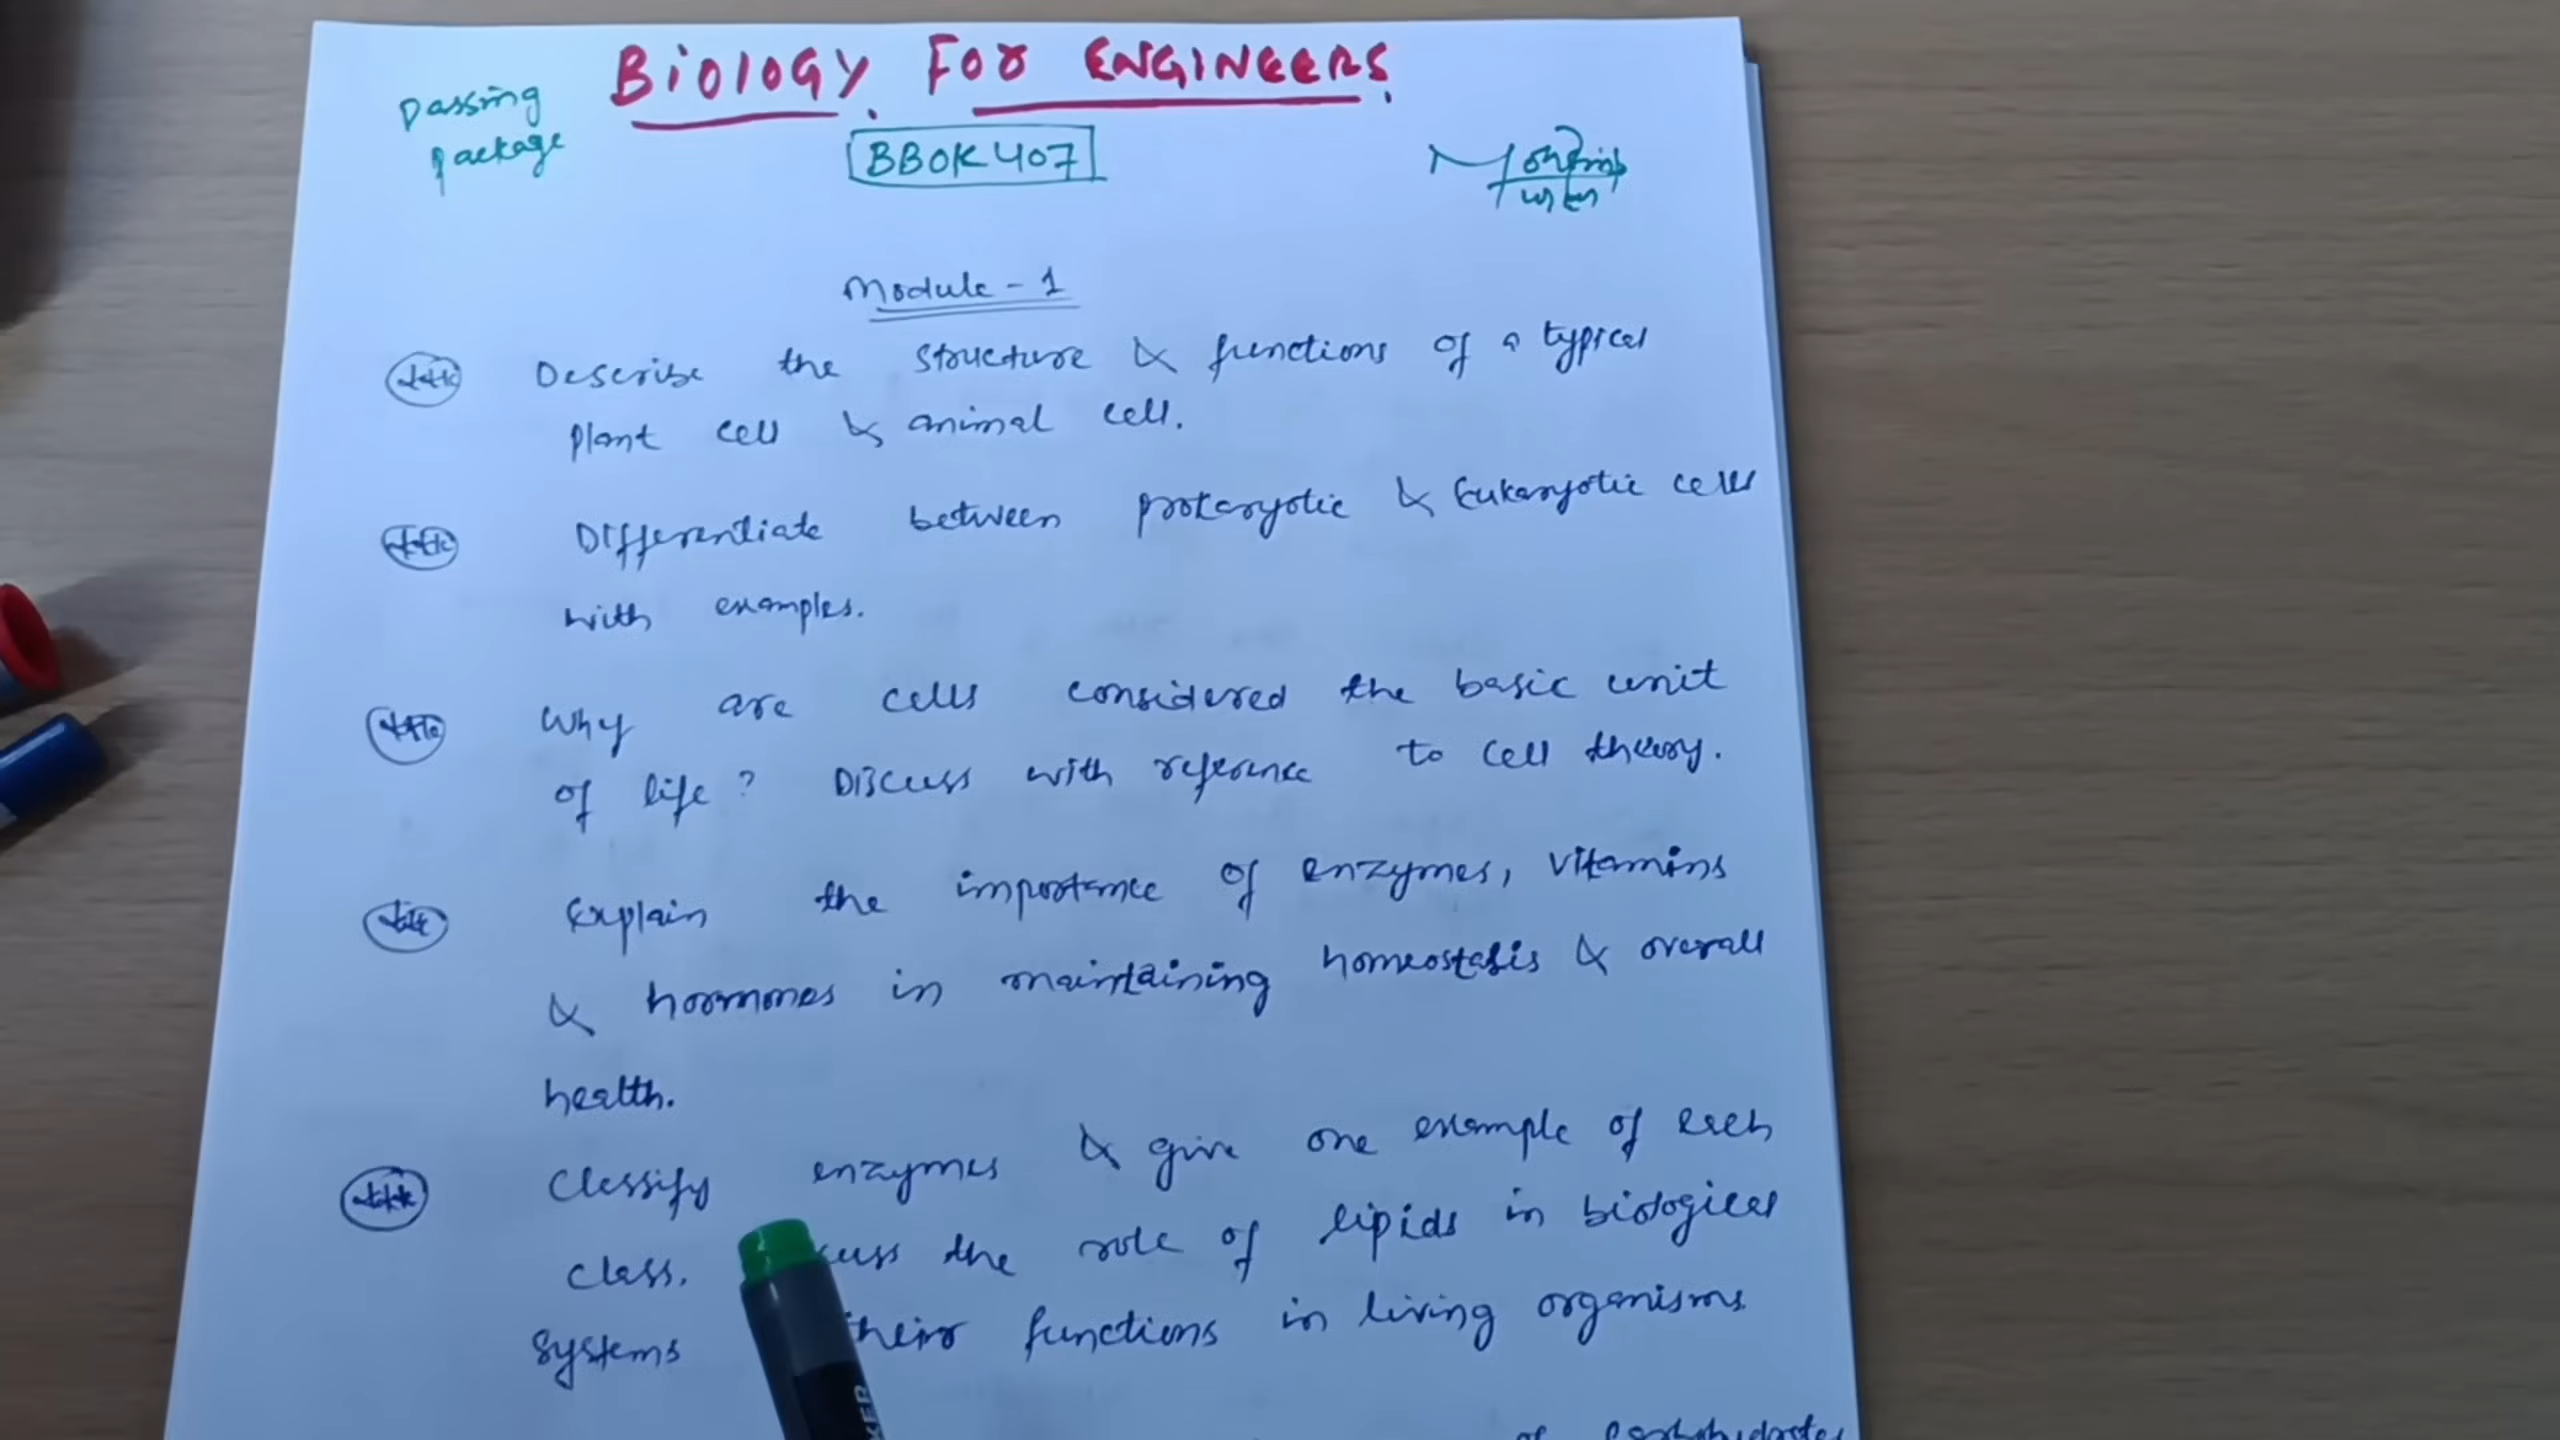 BiOlOGY FOR ENGINEERS
passing
package
BBOK407
Module - 1
Describe the structure & functions of a typical
plant cell & animal cell.
Differentiate between prokaryotic & Eukaryotic cells
with examples.
Why are cells considered the basic unit
of life? Discuss with reference to cell theory.
Explain the importance of enzymes, vitamins
& hormones in maintaining homeostasis & overall
health.
Classify enzymes & give one example of each
class. the role of lipids in biological
systems their functions in living organisms
of carbohydrates
KER